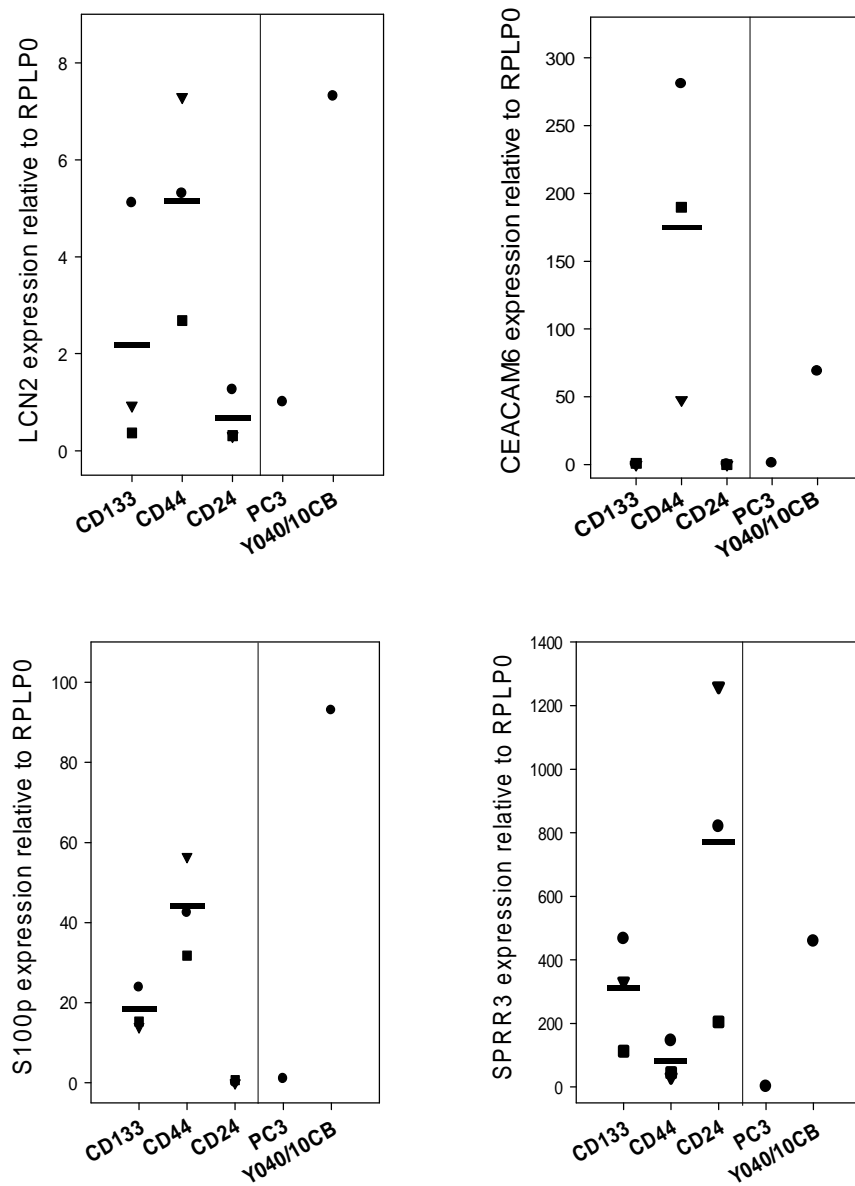 LCN2 expression relative to RPLP0
8
6
4
2
0
CD133
CD44
CD24
PC3
Y040/10CB
CEACAM6 expression relative to RPLP0
300
250
200
150
100
50
0
CD133
CD44
CD24
PC3
Y040/10CB
S100p expression relative to RPLP0
100
80
60
40
20
0
CD133
CD44
CD24
PC3
Y040/10CB
SPRR3 expression relative to RPLP0
1400
1200
1000
800
600
400
200
0
CD133
CD44
CD24
PC3
Y040/10CB